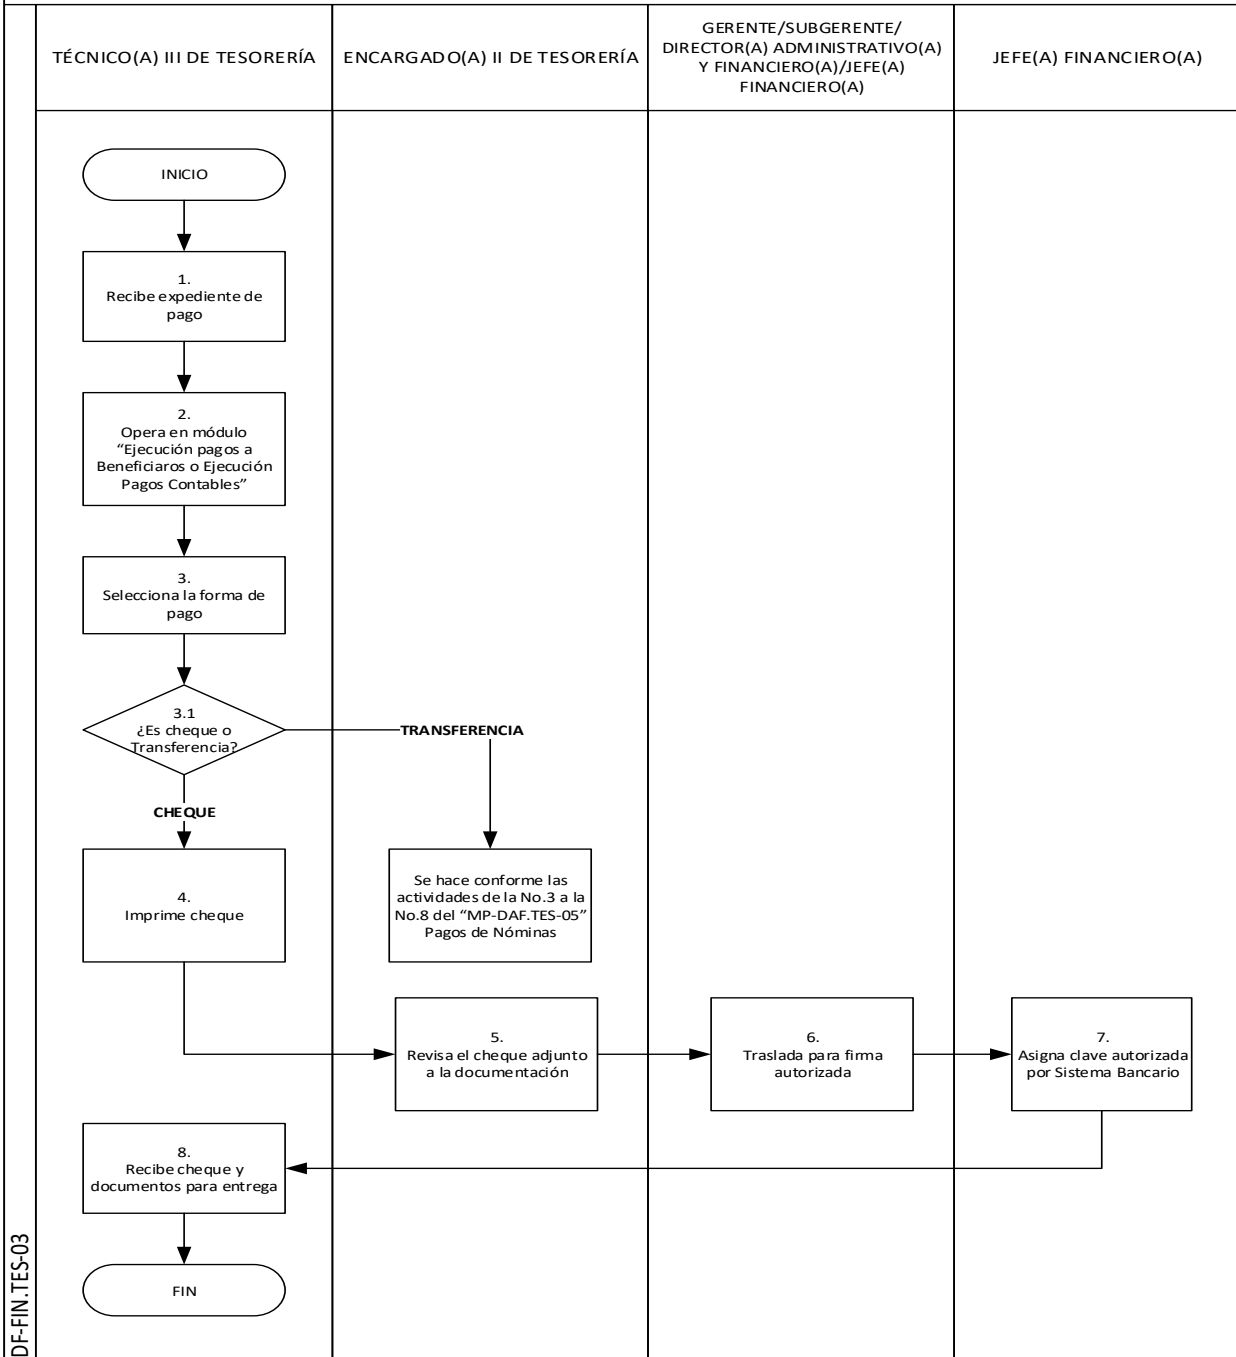 TÉCNICO(A) III DE TESORERÍA
ENCARGADO(A) II DE TESORERÍA
GERENTE/SUBGERENTE/
DIRECTOR(A) ADMINISTRATIVO(A)
Y FINANCIERO(A)/JEFE(A)
FINANCIERO(A)
JEFE(A) FINANCIERO(A)
INICIO
1.
Recibe expediente de
pago
2.
Opera en módulo
“Ejecución pagos a
Beneficiaros o Ejecución
Pagos Contables”
3.
Selecciona la forma de
pago
3.1
¿Es cheque o
Transferencia?
TRANSFERENCIA
CHEQUE
4.
Imprime cheque
Se hace conforme las
actividades de la No.3 a la
No.8 del “MP-DAF.TES-05”
Pagos de Nóminas
5.
Revisa el cheque adjunto
a la documentación
6.
Traslada para firma
autorizada
7.
Asigna clave autorizada
por Sistema Bancario
8.
Recibe cheque y
documentos para entrega
FIN
DF-FIN.TES-03